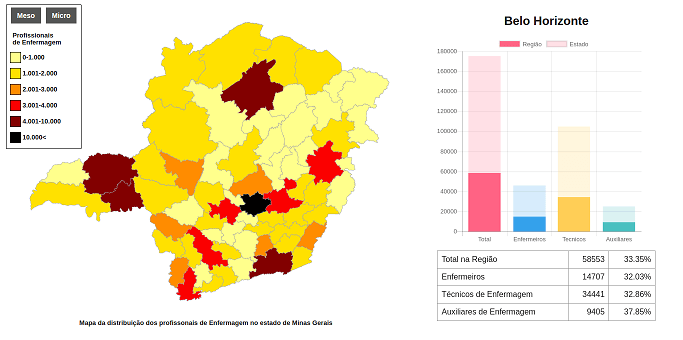 Meso Micro
Profissionais
de Enfermagem
0-1.000
1.001-2.000
2.001-3.000
3.001-4.000
4.001-10.000
10.000<
Mapa da distribuição dos profissonais de Enfermagem no estado de Minas Gerais
Belo Horizonte
Região Estado
180000
160000
140000
120000
100000
80000
60000
40000
20000
0
Total Enfermeiros Tecnicos Auxiliares
Total na Região 58553 33.35%
Enfermeiros 14707 32.03%
Técnicos de Enfermagem 34441 32.86%
Auxiliares de Enfermagem 9405 37.85%